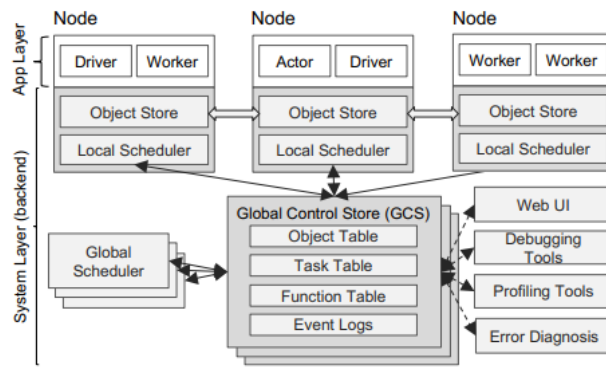 Node
Node
Node
App Layer
Driver
Worker
Actor
Driver
Worker
Worker
Object Store
Object Store
Object Store
Local Scheduler
Local Scheduler
Local Scheduler
System Layer (backend)
Global Control Store (GCS)
Object Table
Task Table
Function Table
Event Logs
Global
Scheduler
Web UI
Debugging
Tools
Profiling Tools
Error Diagnosis